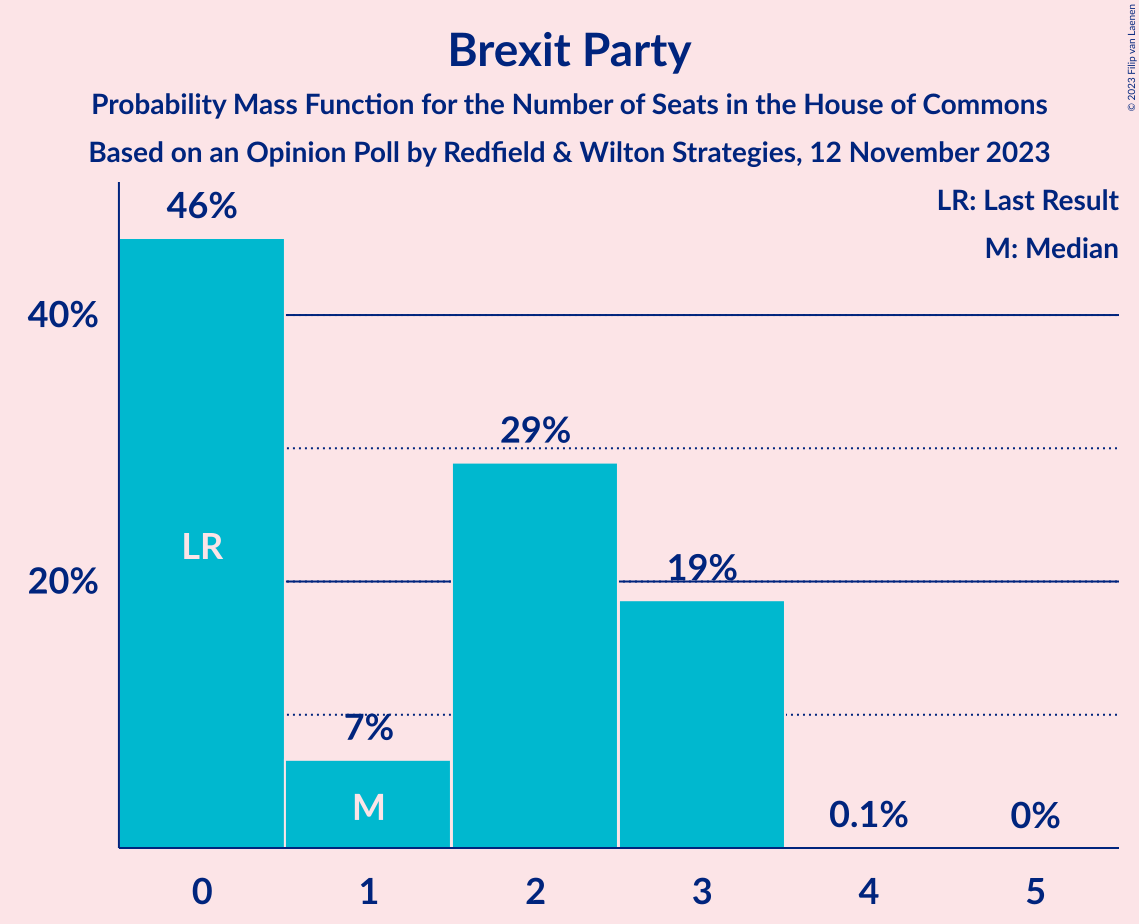 Brexit Party
Probability Mass Function for the Number of Seats in the House of Commons
Based on an Opinion Poll by Redfield & Wilton Strategies, 12 November 2023
© 2023 Filip van Laenen
LR: Last Result
M: Median
46%
40%
29%
LR
20%
19%
7%
M
0.1%
0%
0 1 2 3 4 5